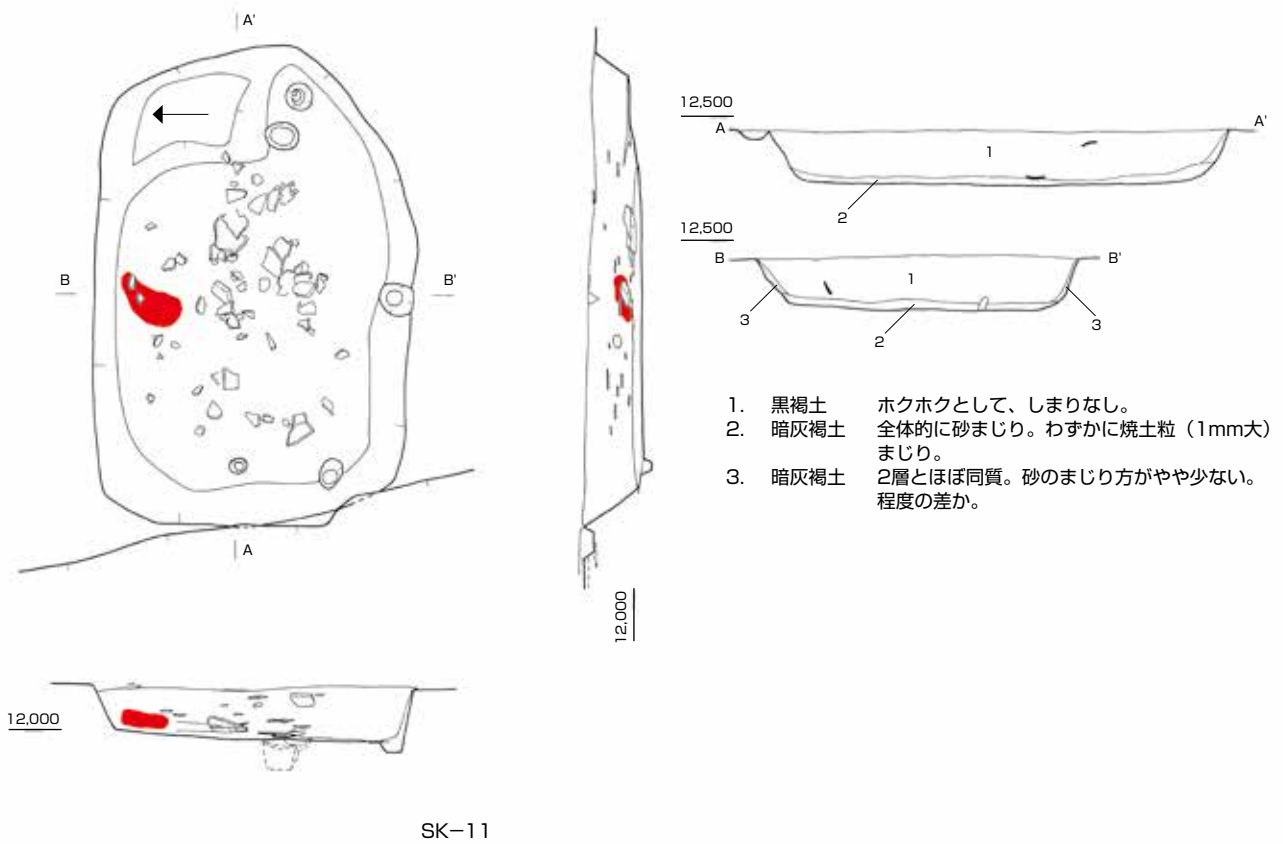 A'
B
B'
A
12,000
12,500
A
A'
1
2
12,500
B
B'
1
3
2
3
1. 黒褐土 ホクホクとして、しまりなし。
2. 暗灰褐土 全体的に砂まじり。わずかに焼土粒（1mm大）
まじり。
3. 暗灰褐土 2層とほぼ同質。砂のまじり方がやや少ない。
程度の差か。
12,000
SK−11